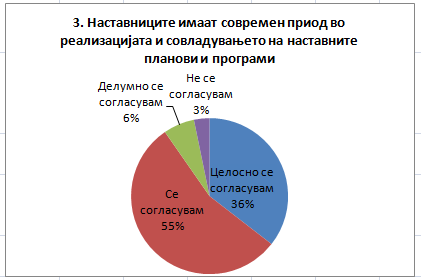 3. Наставниците имаат современ приод во
реализацијата и совладувањето на наставните
планови и програми
Делумно се
согласувам
6%
Не се
согласувам
3%
Целосно се
согласувам
36%
Се
согласувам
55%